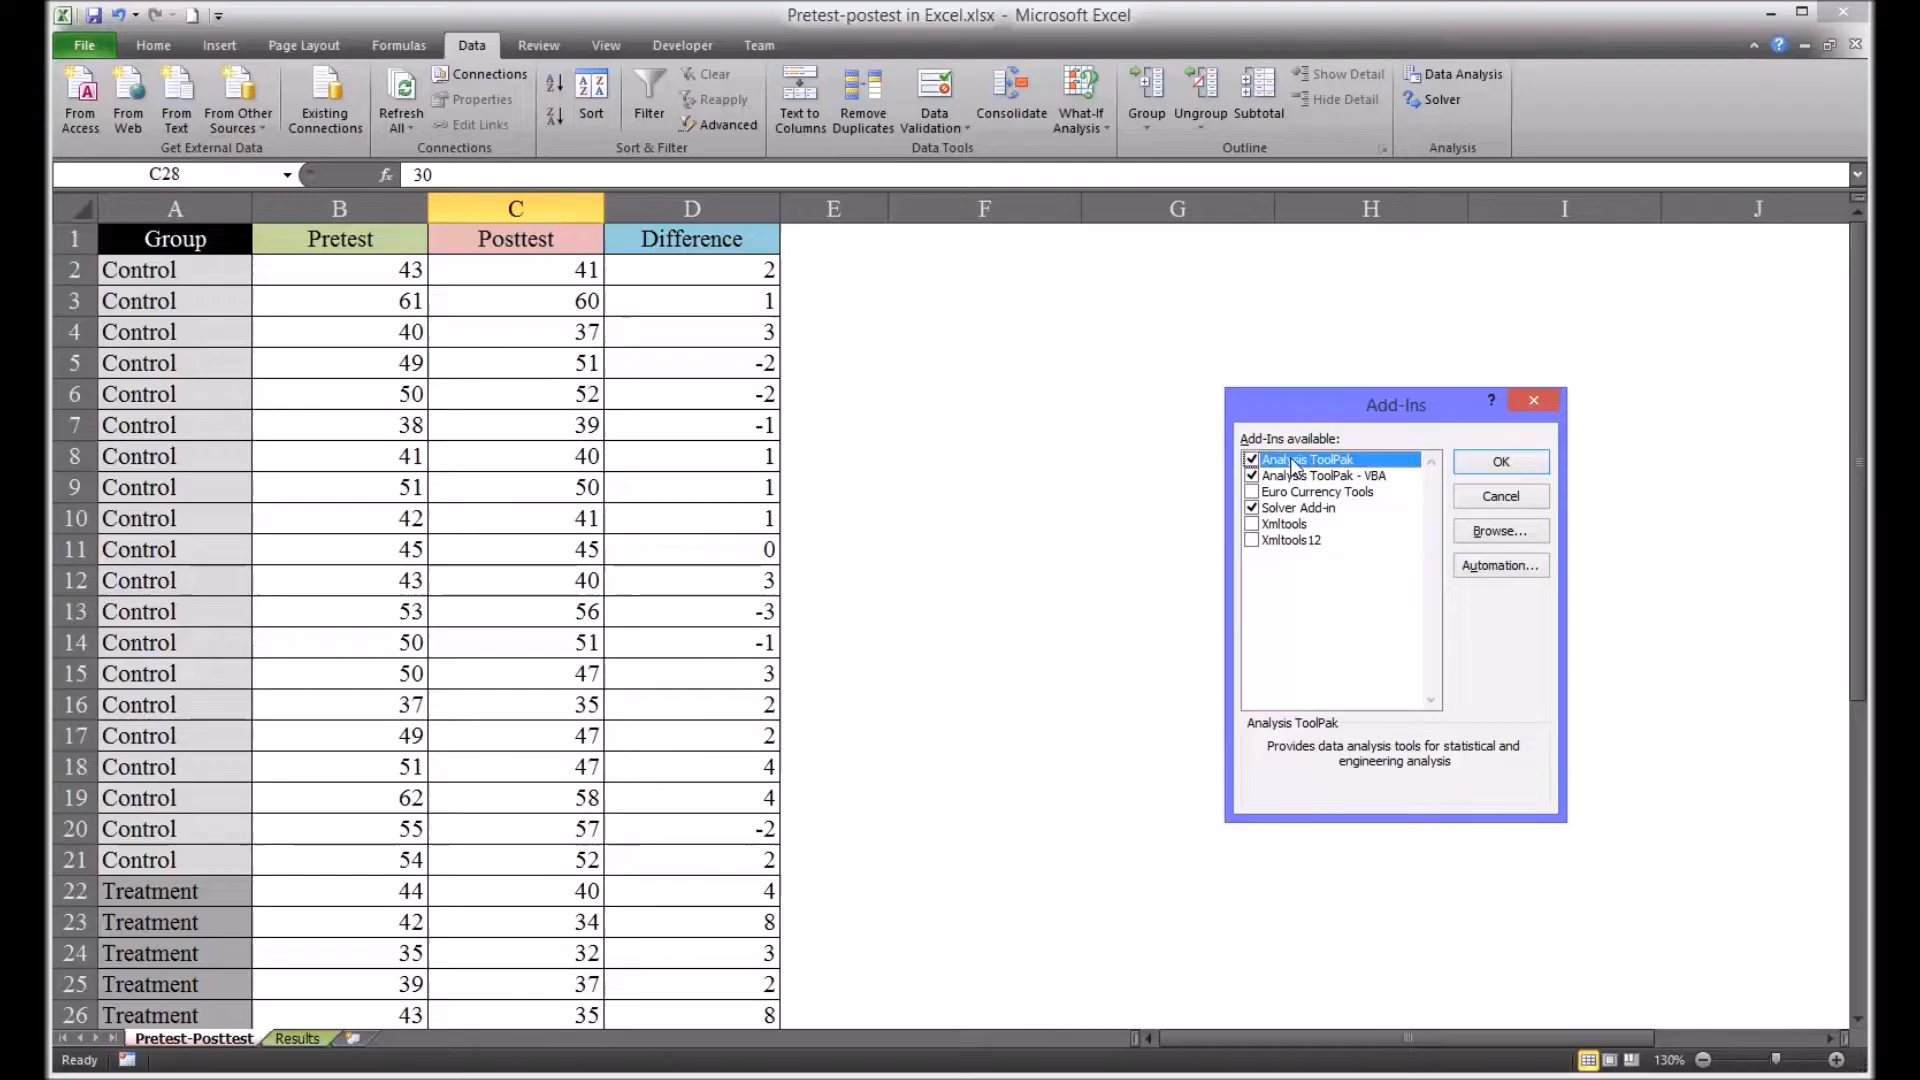 Pretest-postest in Excel.xlsx - Microsoft Excel
File Home Insert Page Layout Formulas Data Review View Developer Team
From Access
From Web
From Text
From Other Sources
Existing Connections
Get External Data
Refresh All
Connections
Properties
Edit Links
Connections
Sort
Filter
Clear
Reapply
Advanced
Sort & Filter
Text to Columns
Remove Duplicates
Data Validation
Consolidate
What-If Analysis
Data Tools
Group
Ungroup
Subtotal
Show Detail
Hide Detail
Outline
Data Analysis
Solver
Analysis
C28 fx 30
A B C D E F G H I J
1 Group Pretest Posttest Difference
2 Control 43 41 2
3 Control 61 60 1
4 Control 40 37 3
5 Control 49 51 -2
6 Control 50 52 -2
7 Control 38 39 -1
8 Control 41 40 1
9 Control 51 50 1
10 Control 42 41 1
11 Control 45 45 0
12 Control 43 40 3
13 Control 53 56 -3
14 Control 50 51 -1
15 Control 50 47 3
16 Control 37 35 2
17 Control 49 47 2
18 Control 51 47 4
19 Control 62 58 4
20 Control 55 57 -2
21 Control 54 52 2
22 Treatment 44 40 4
23 Treatment 42 34 8
24 Treatment 35 32 3
25 Treatment 39 37 2
26 Treatment 43 35 8
Add-Ins
?
Add-Ins available:
Analysis ToolPak
Analysis ToolPak - VBA
Euro Currency Tools
Solver Add-in
Xmltools
Xmltools12
OK
Cancel
Browse...
Automation...
Analysis ToolPak
Provides data analysis tools for statistical and
engineering analysis
Pretest-Posttest Results
Ready 130%